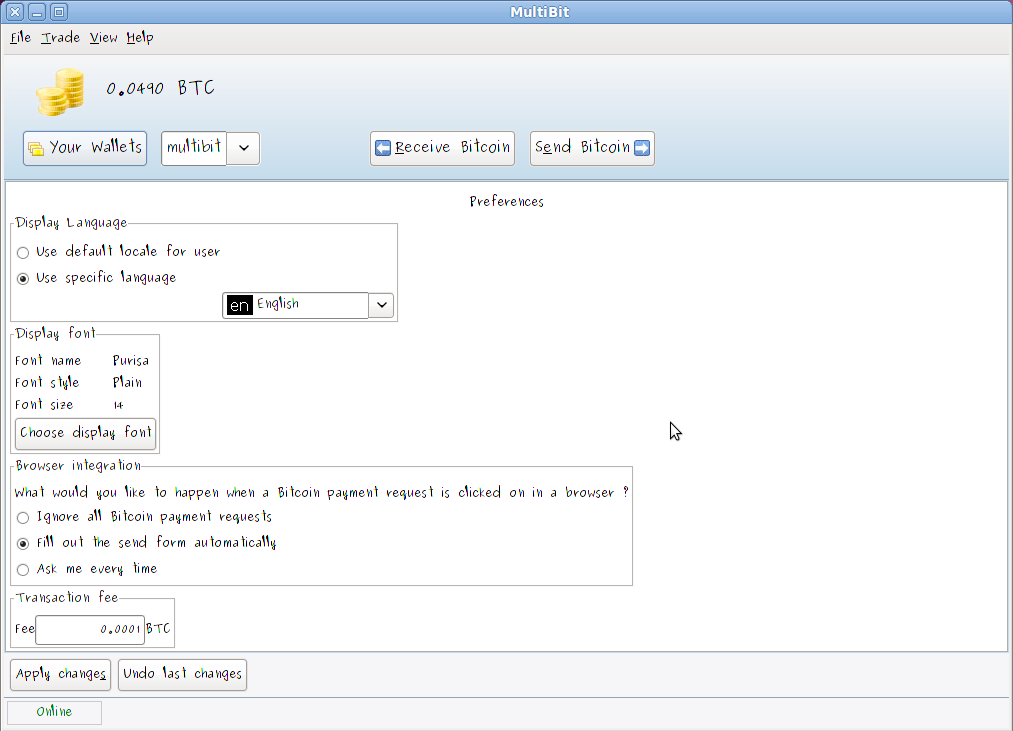 MultiBit
File Trade View Help
0.0490 BTC
Your Wallets multibit Receive Bitcoin Send Bitcoin
Preferences
Display Language
Use default locale for user
Use specific language
en English
Display font
Font name Purisa
Font style Plain
Font size 14
Choose display font
Browser integration
What would you like to happen when a Bitcoin payment request is clicked on in a browser ?
Ignore all Bitcoin payment requests
Fill out the send form automatically
Ask me every time
Transaction fee
Fee 0.0001 BTC
Apply changes Undo last changes
Online